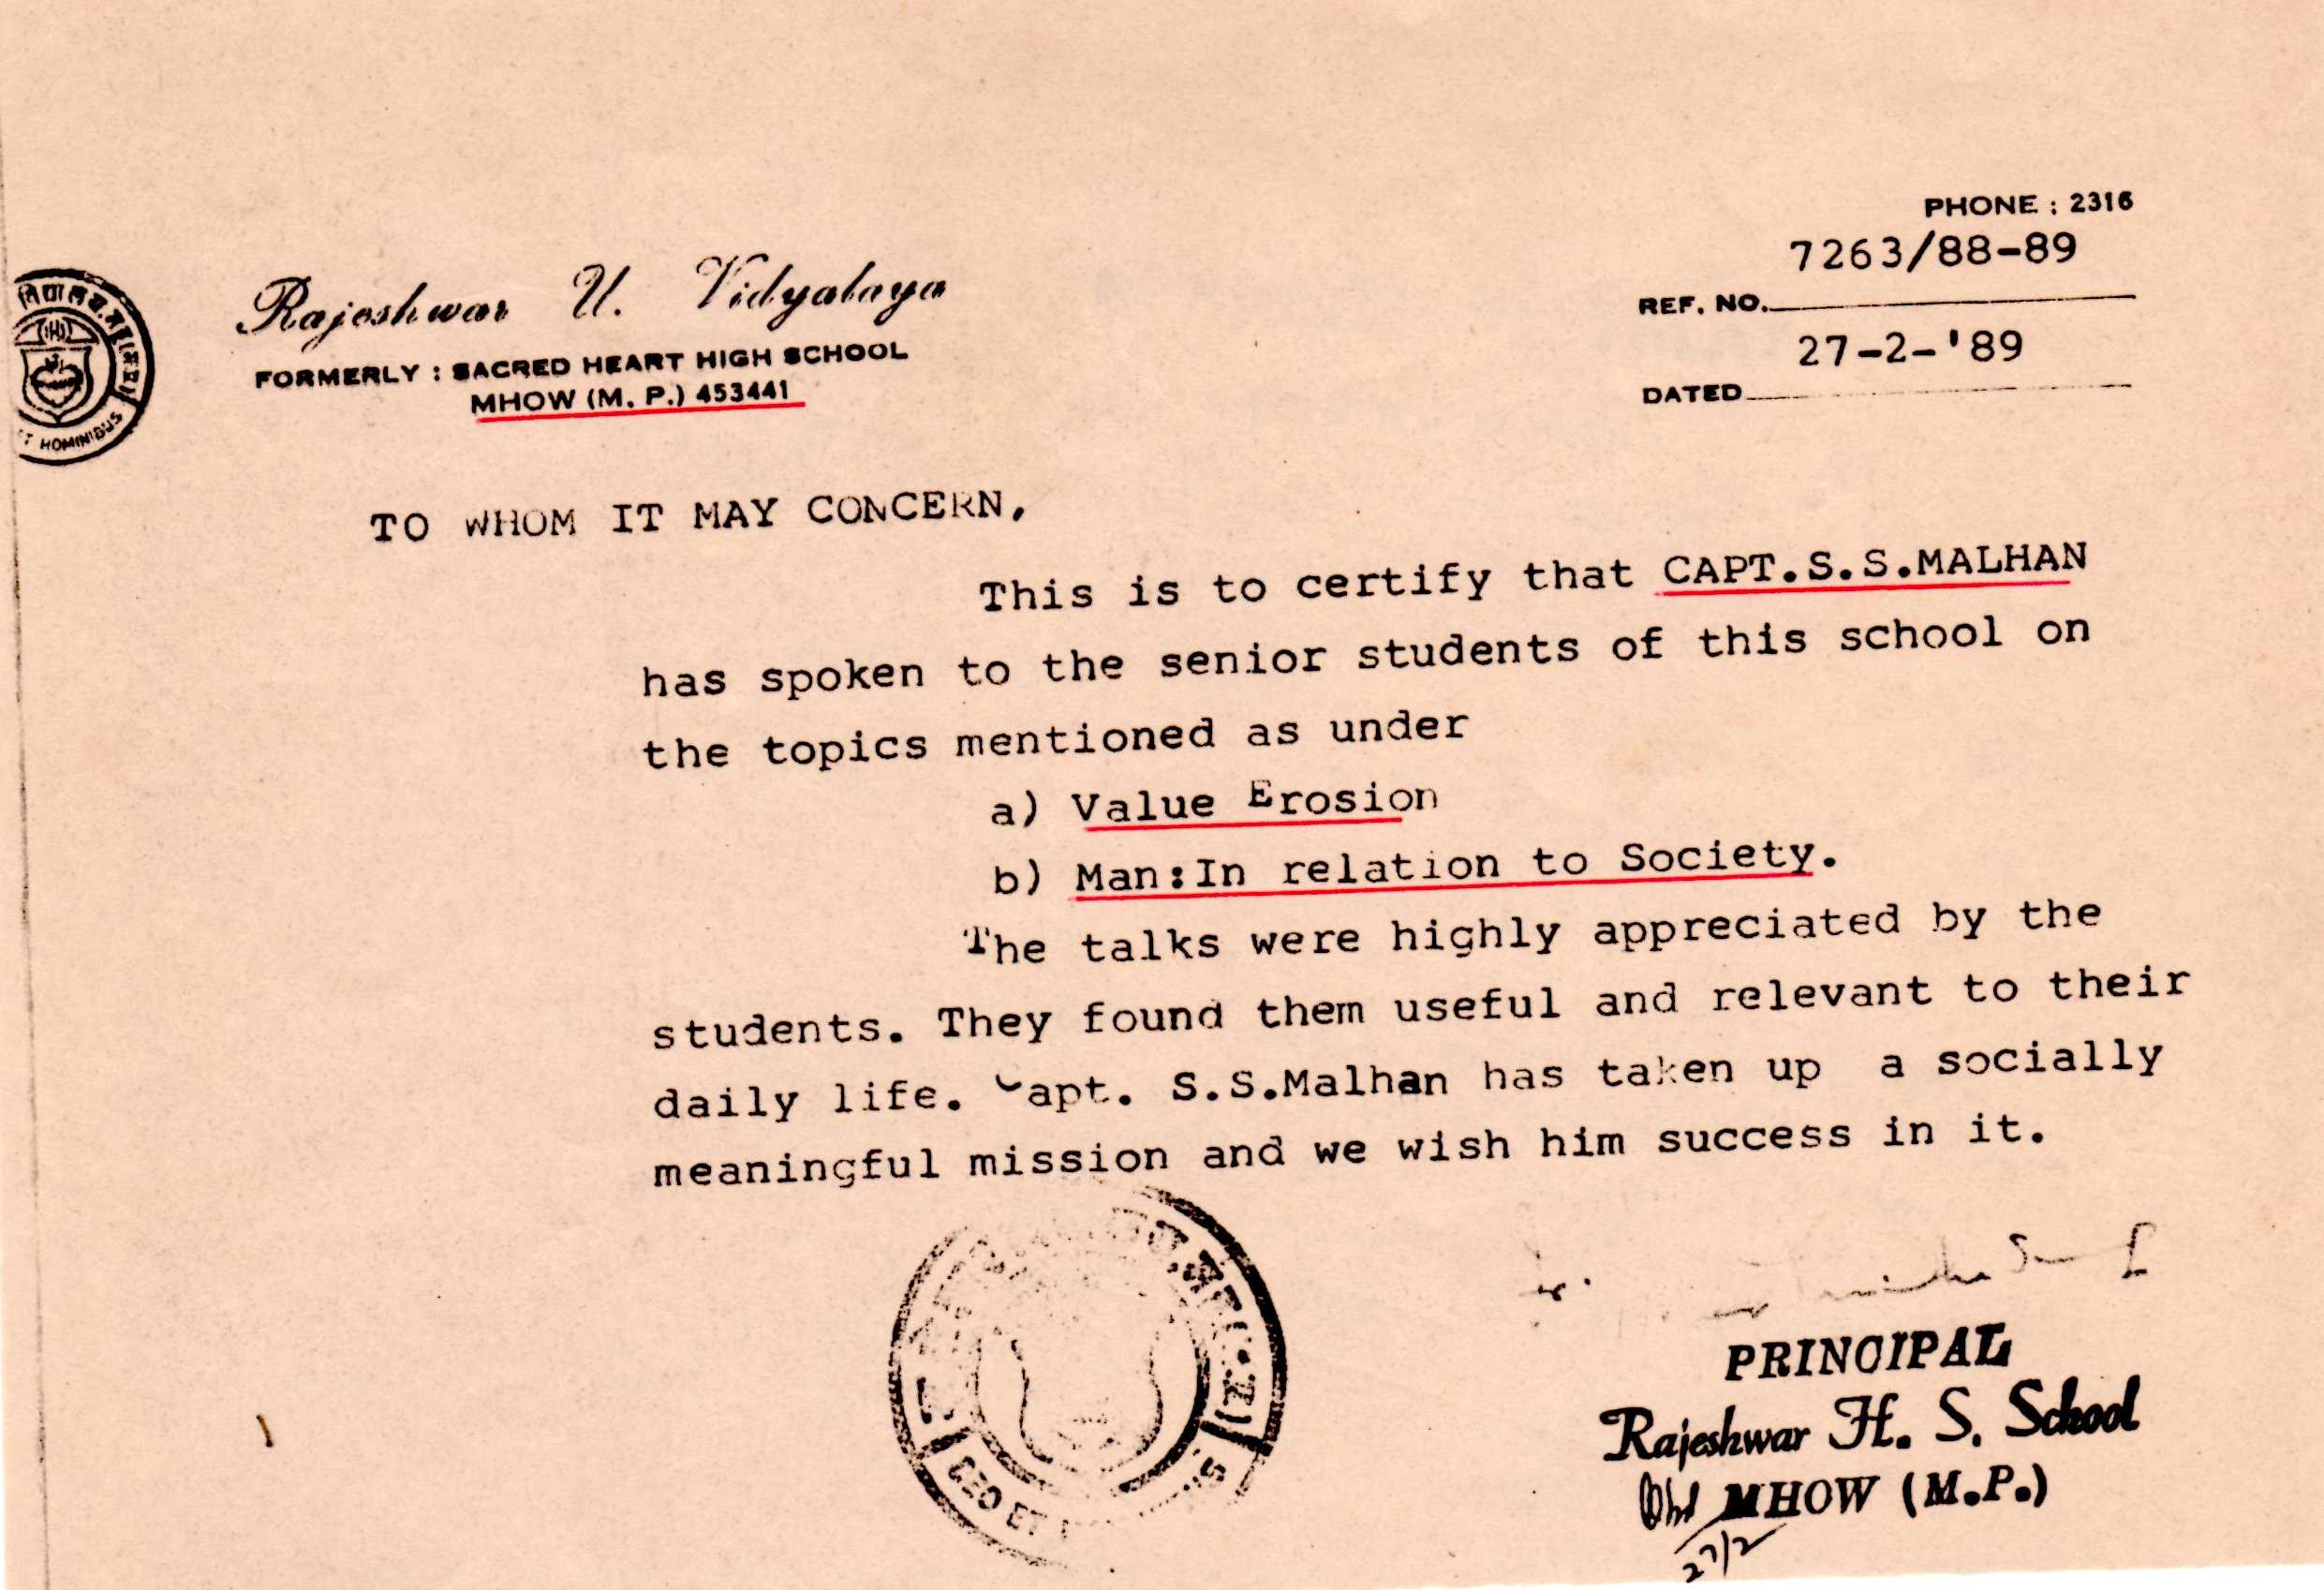 PHONE : 2316
7263/88-89
REF. NO.
27-2-'89
DATED
Rajeshwar U. Vidyalaya
FORMERLY : SACRED HEART HIGH SCHOOL
MHOW (M. P.) 453441
HOMINIBUS
TO WHOM IT MAY CONCERN,
This is to certify that CAPT.S.S.MALHAN
has spoken to the senior students of this school on
the topics mentioned as under
a) Value Erosion
b) Man:In relation to Society.
The talks were highly appreciated by the
students. They found them useful and relevant to their
daily life. Capt. S.S.Malhan has taken up a socially
meaningful mission and we wish him success in it.
PRINCIPAL
Rajeshwar H. S. School
MHOW (M.P.)
27/2